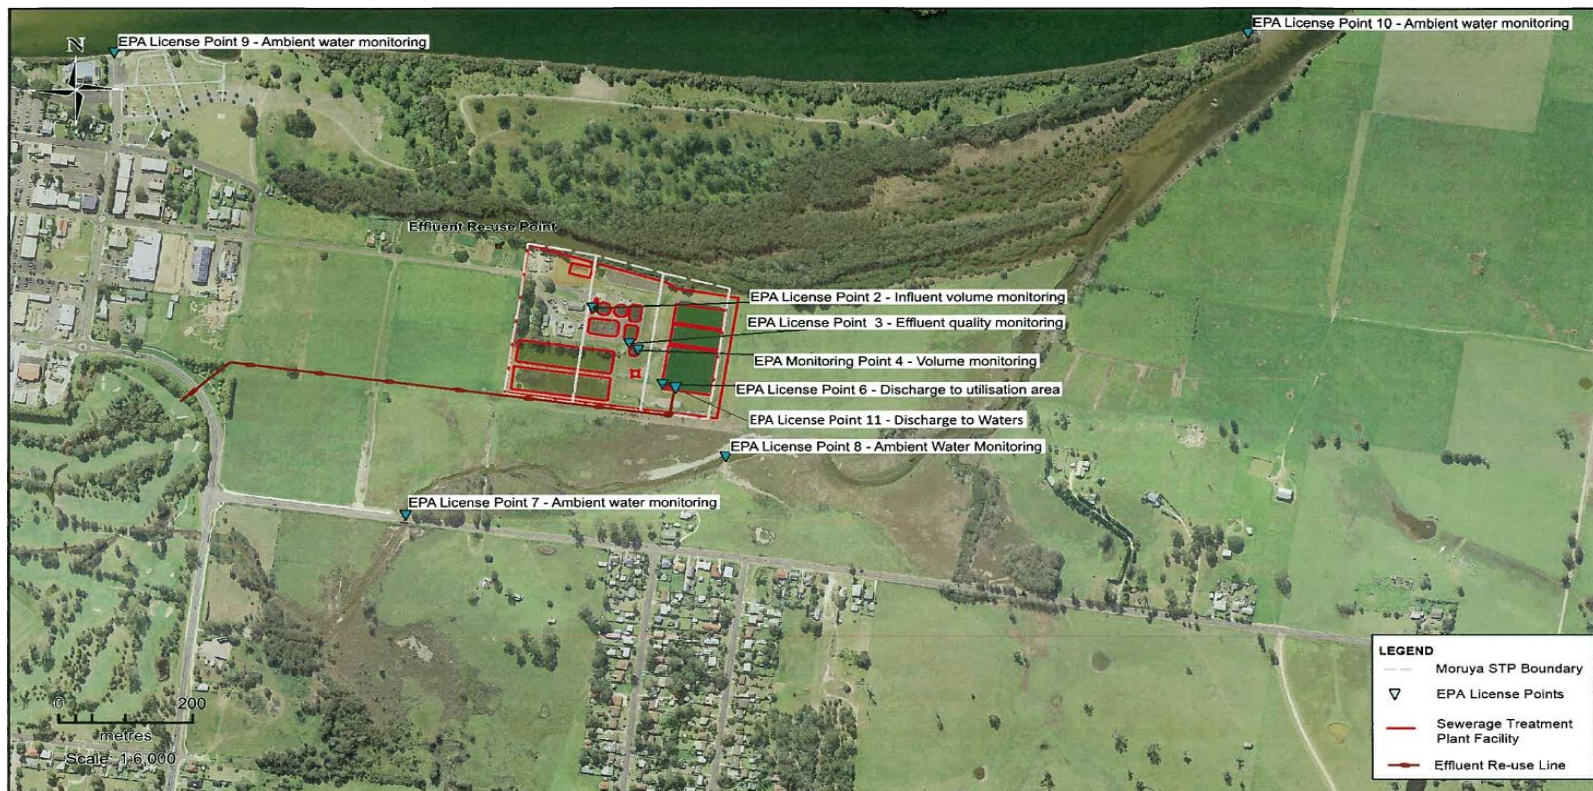 EPA License Point 10 - Ambient water monitoring
EPA License Point 9 - Ambient water monitoring
N
Effluent Re-use Point
EPA License Point 2 - Influent volume monitoring
EPA License Point 3 - Effluent quality monitoring
EPA Monitoring Point 4 - Volume monitoring
EPA License Point 6 - Discharge to utilisation area
EPA License Point 11 - Discharge to Waters
EPA License Point 8 - Ambient Water Monitoring
EPA License Point 7 - Ambient water monitoring
LEGEND
Moruya STP Boundary
EPA License Points
Sewerage Treatment
Plant Facility
Effluent Re-use Line
0 200
metres
Scale: 1:6,000